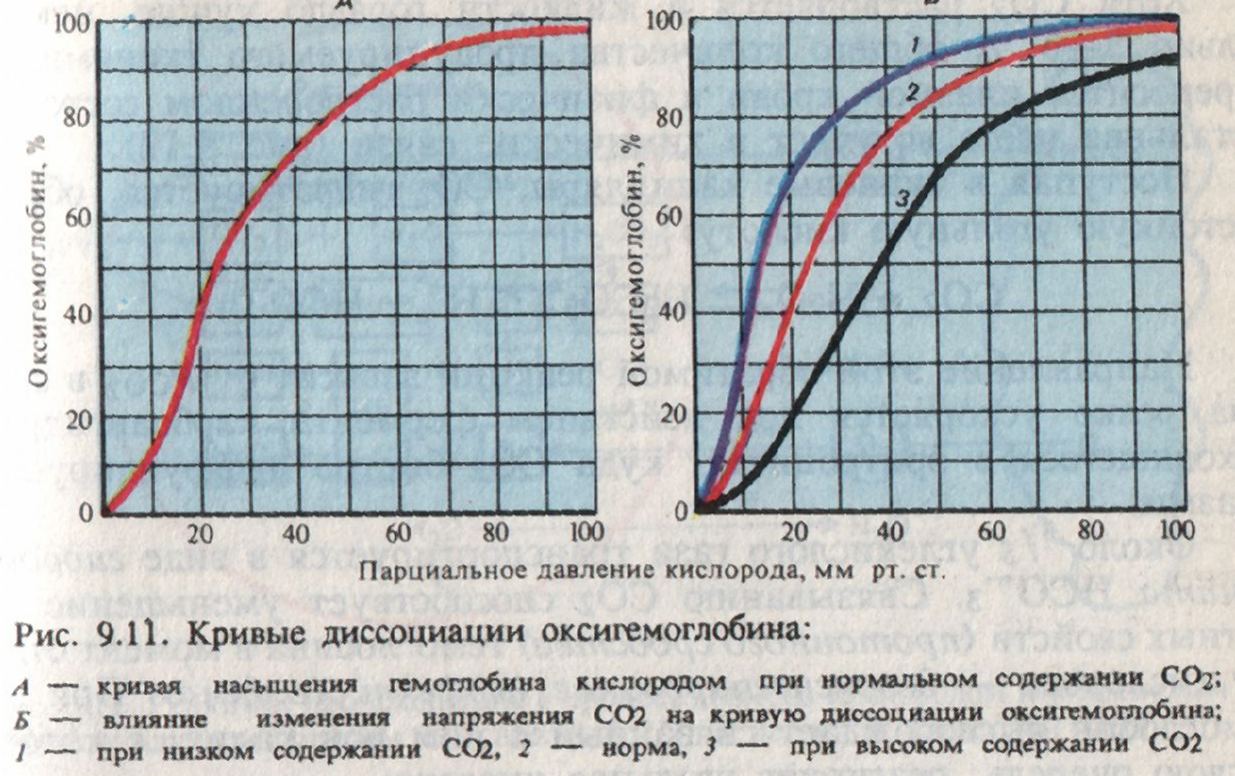 100
80
60
40
20
0
Оксигемоглобин, %
20 40 60 80 100
100
80
60
40
20
0
Оксигемоглобин, %
1
2
3
20 40 60 80 100
Парциальное давление кислорода, мм рт. ст.
Рис. 9.11. Кривые диссоциации оксигемоглобина:
А — кривая насыщения гемоглобина кислородом при нормальном содержании CO2;
Б — влияние изменения напряжения CO2 на кривую диссоциации оксигемоглобина;
1 — при низком содержании CO2, 2 — норма, 3 — при высоком содержании CO2